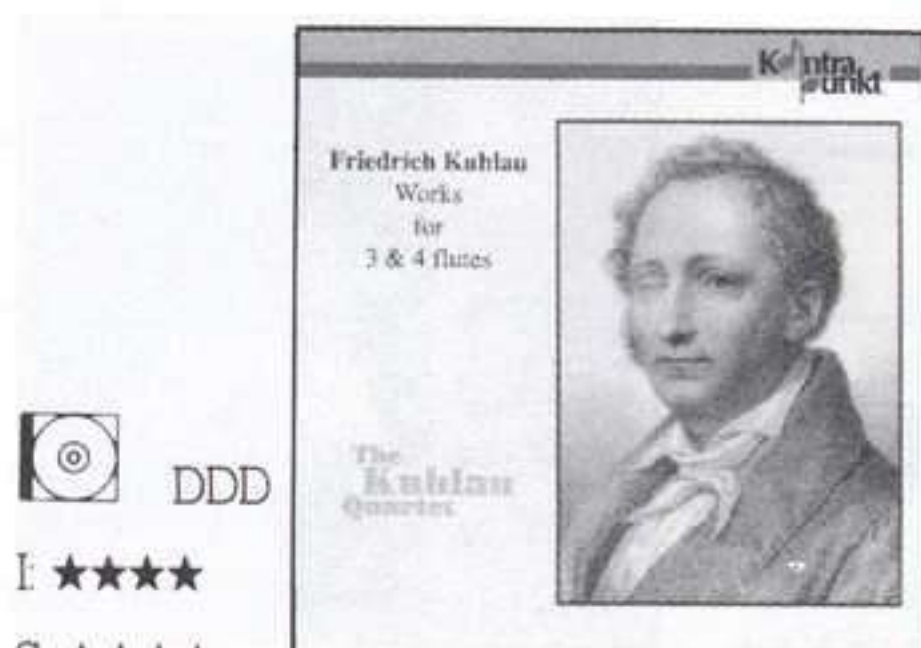 Kontra
punkt
Friedrich Kuhlau
Works
for
3 & 4 flutes
The
Kuhlau
Quartet
DDD
I: ★★★★